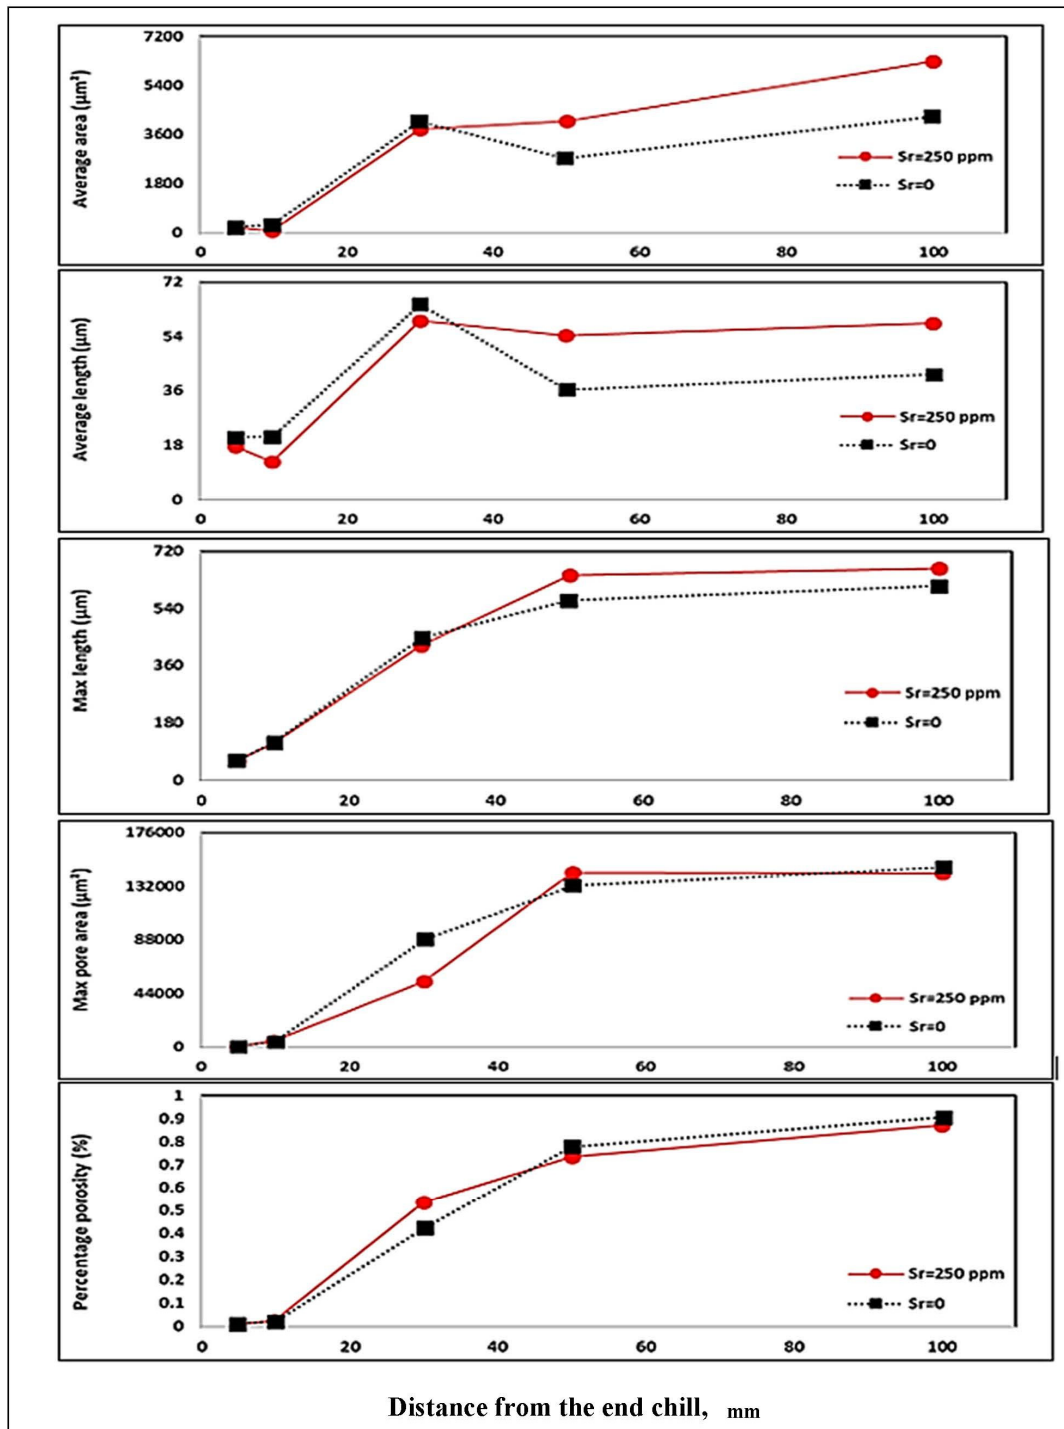 Average area (µm²)
7200
5400
3600
1800
0
0 20 40 60 80 100
Sr=250 ppm
Sr=0
Average length (µm)
72
54
36
18
0
0 20 40 60 80 100
Sr=250 ppm
Sr=0
Max length (µm)
720
540
360
180
0
0 20 40 60 80 100
Sr=250 ppm
Sr=0
Max pore area (µm²)
176000
132000
88000
44000
0
0 20 40 60 80 100
Sr=250 ppm
Sr=0
Percentage porosity (%)
1
0.9
0.8
0.7
0.6
0.5
0.4
0.3
0.2
0.1
0
0 20 40 60 80 100
Sr=250 ppm
Sr=0
Distance from the end chill, mm